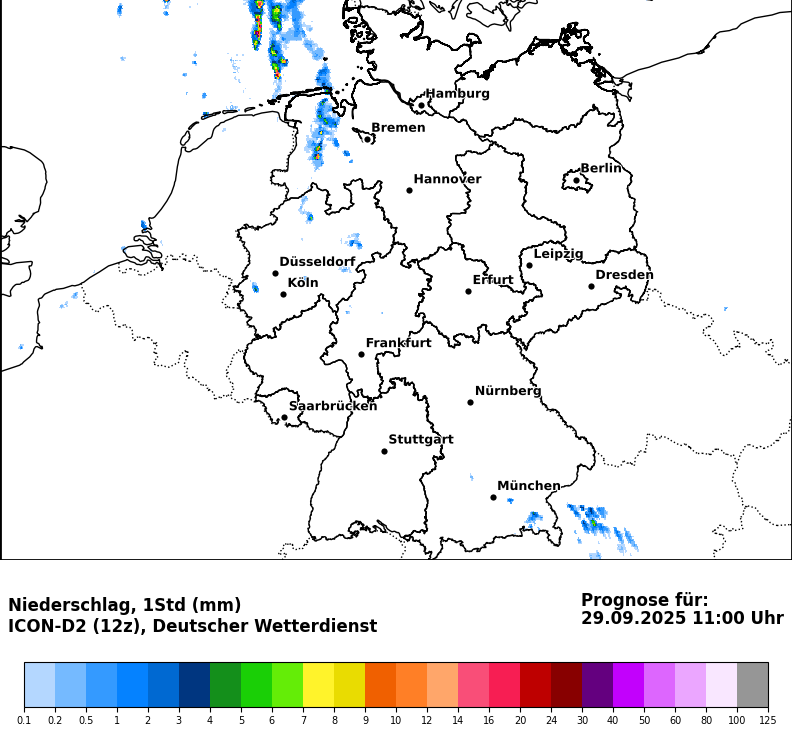 Hamburg
Bremen
Berlin
Hannover
Leipzig
Düsseldorf
Dresden
Köln
Erfurt
Frankfurt
Nürnberg
Saarbrücken
Stuttgart
München
Niederschlag, 1Std (mm)
ICON-D2 (12z), Deutscher Wetterdienst
Prognose für:
29.09.2025 11:00 Uhr
0.1 0.2 0.5 1 2 3 4 5 6 7 8 9 10 12 14 16 20 24 30 40 50 60 80 100 125